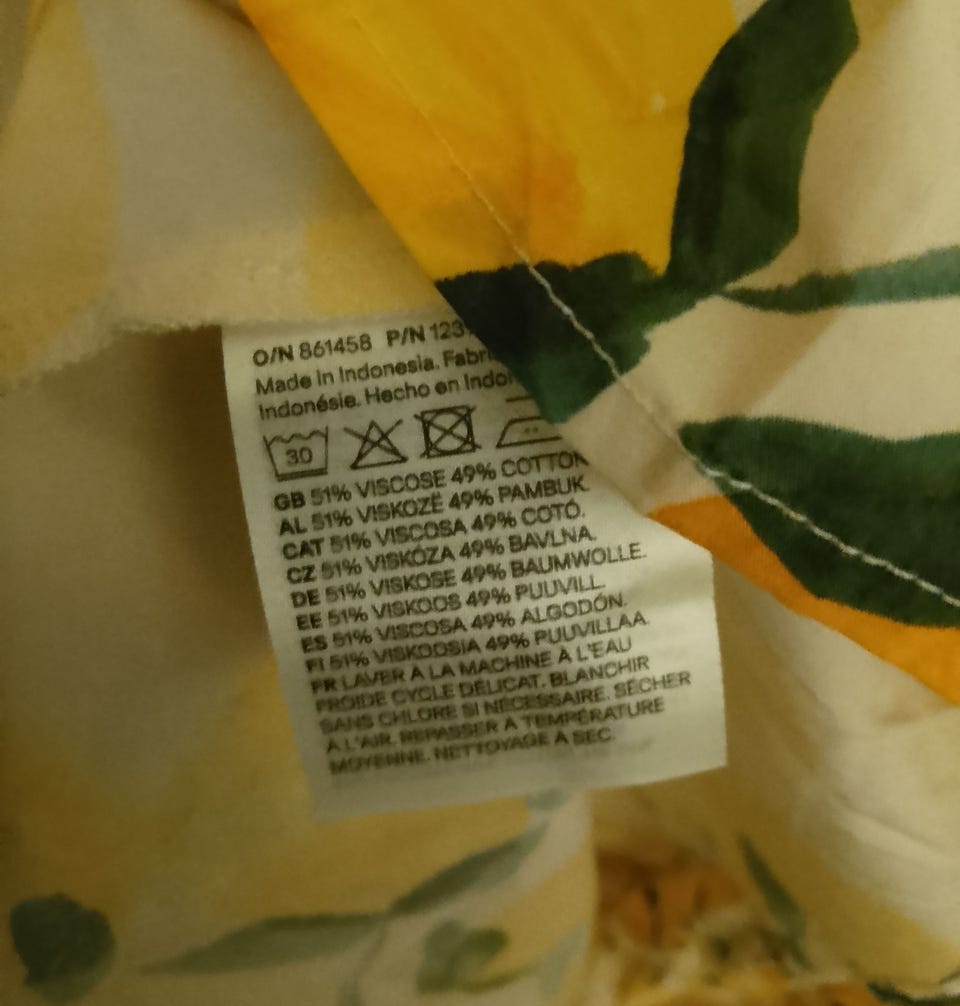 O/N 861458 P/N 123
Made in Indonesia. Fabri
Indonésie. Hecho en Indon
30
GB 51% VISCOSE 49% COTTON
AL 51% VISKOZË 49% PAMBUK.
CAT 51% VISCOSA 49% COTÓ.
CZ 51% VISKÓZA 49% BAVLNA.
DE 51% VISKOSE 49% BAUMWOLLE.
EE 51% VISKOOS 49% PUUVILL.
ES 51% VISCOSA 49% ALGODÓN.
FI 51% VISKOOSIA 49% PUUVILLAA.
FR LAVER À LA MACHINE À L'EAU
FROIDE CYCLE DÉLICAT. BLANCHIR
SANS CHLORE SI NÉCESSAIRE. SÉCHER
À L'AIR. REPASSER À TEMPÉRATURE
MOYENNE. NETTOYAGE À SEC.